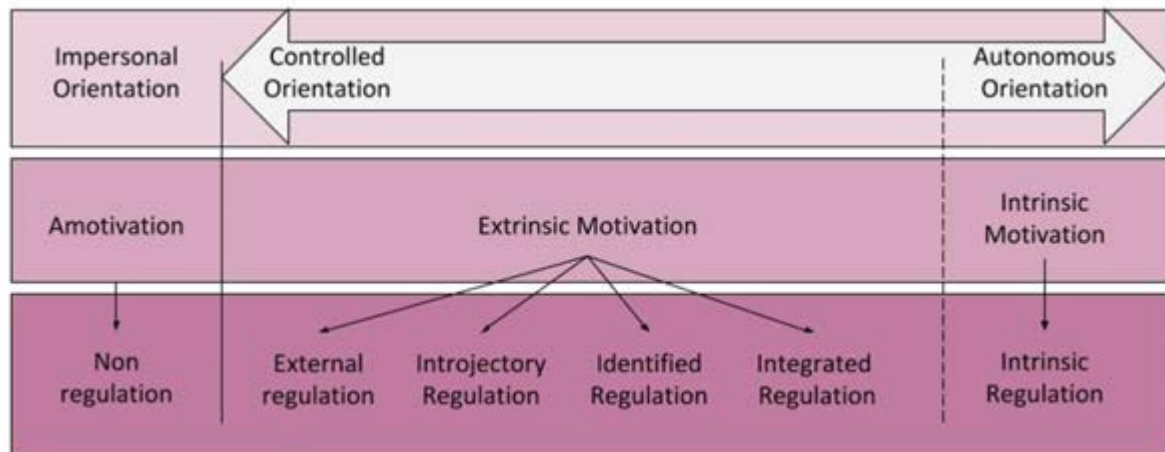 Impersonal
Orientation
Controlled
Orientation
Autonomous
Orientation
Amotivation
Extrinsic Motivation
Intrinsic
Motivation
Non
regulation
External
regulation
Introjectory
Regulation
Identified
Regulation
Integrated
Regulation
Intrinsic
Regulation